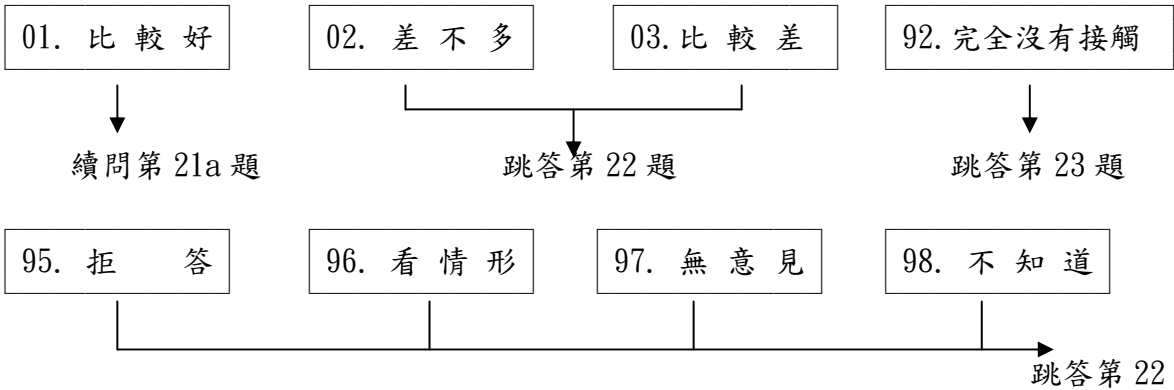 01. 比 較 好 02. 差 不 多 03.比 較 差 92.完全沒有接觸
續問第 21a 題 跳答第 22 題 跳答第 23 題
95. 拒 答 96. 看 情 形 97. 無 意 見 98. 不 知 道
跳答第 22